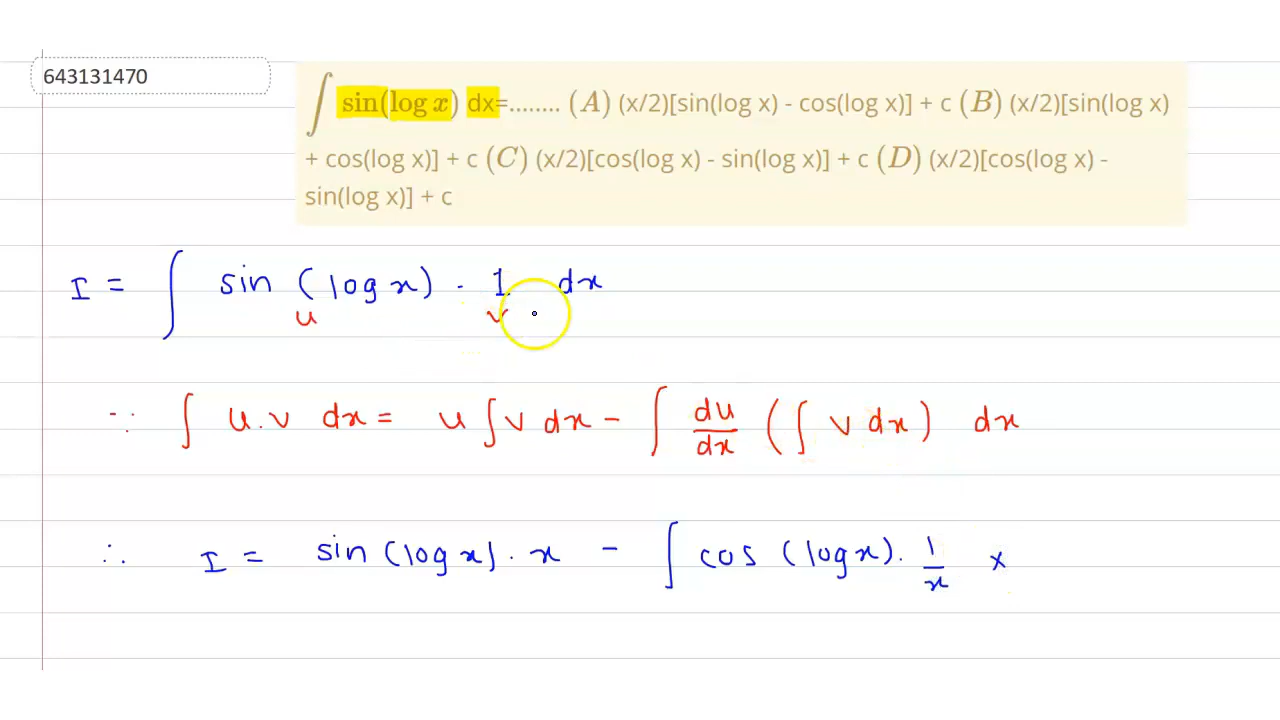 643131470
∫ sin(log x) dx=........ (A) (x/2)[sin(log x) - cos(log x)] + c (B) (x/2)[sin(log x)
+ cos(log x)] + c (C) (x/2)[cos(log x) - sin(log x)] + c (D) (x/2)[cos(log x) -
sin(log x)] + c
I = ∫ sin (log x) . 1 dx
u v
∵ ∫ u.v dx = u ∫ v dx - ∫ du/dx ( ∫ v dx ) dx
∴ I = sin (log x) . x - ∫ cos (log x) . 1/x x